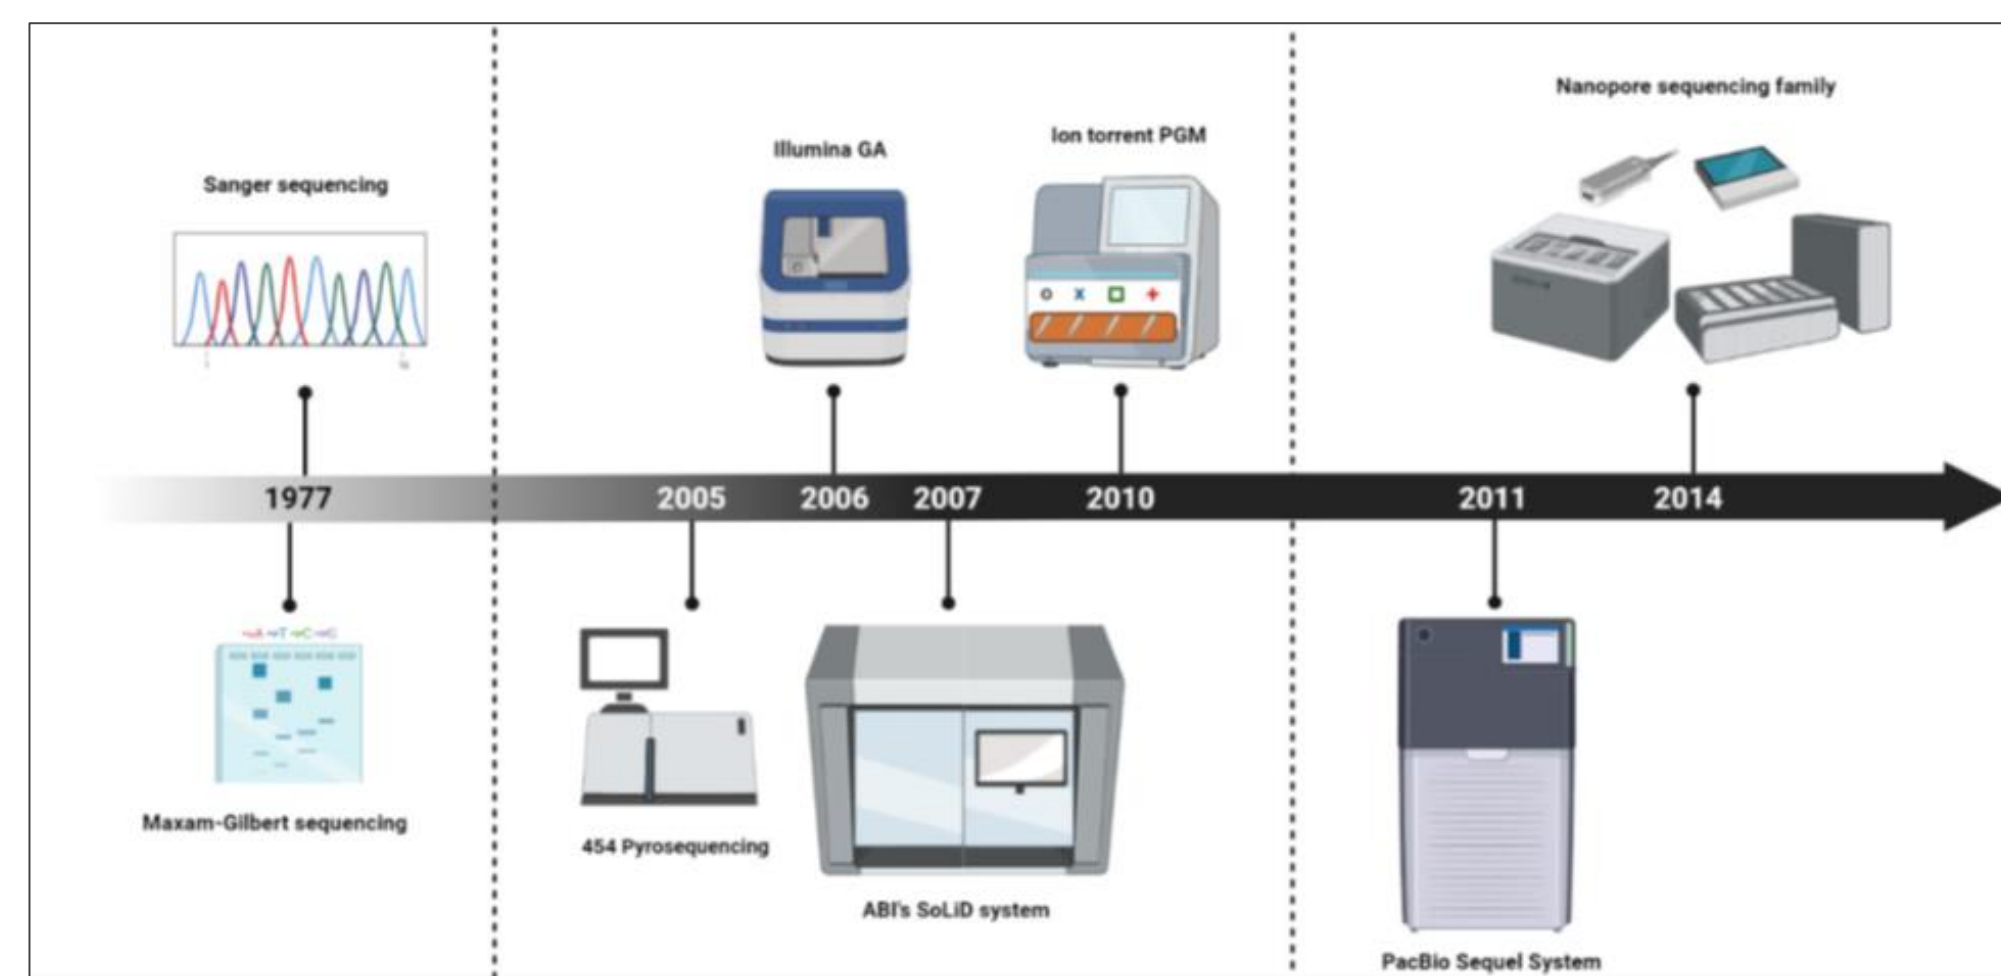 Nanopore sequencing family
Ion torrent PGM
Illumina GA
Sanger sequencing
1977
2005
2006
2007
2010
2011
2014
Maxam-Gilbert sequencing
454 Pyrosequencing
ABI's SoLiD system
PacBio Sequel System